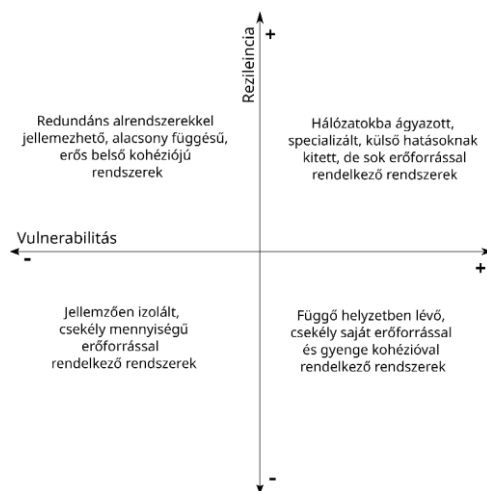 Rezileincia
+
Redundáns alrendszerekkel
jellemezhető, alacsony függésű,
erős belső kohéziójú
rendszerek
Hálózatokba ágyazott,
specializált, külső hatásoknak
kitett, de sok erőforrással
rendelkező rendszerek
Vulnerabilitás
-
+
Jellemzően izolált,
csekély mennyiségű
erőforrással
rendelkező rendszerek
Függő helyzetben lévő,
csekély saját erőforrással
és gyenge kohézióval
rendelkező rendszerek
-